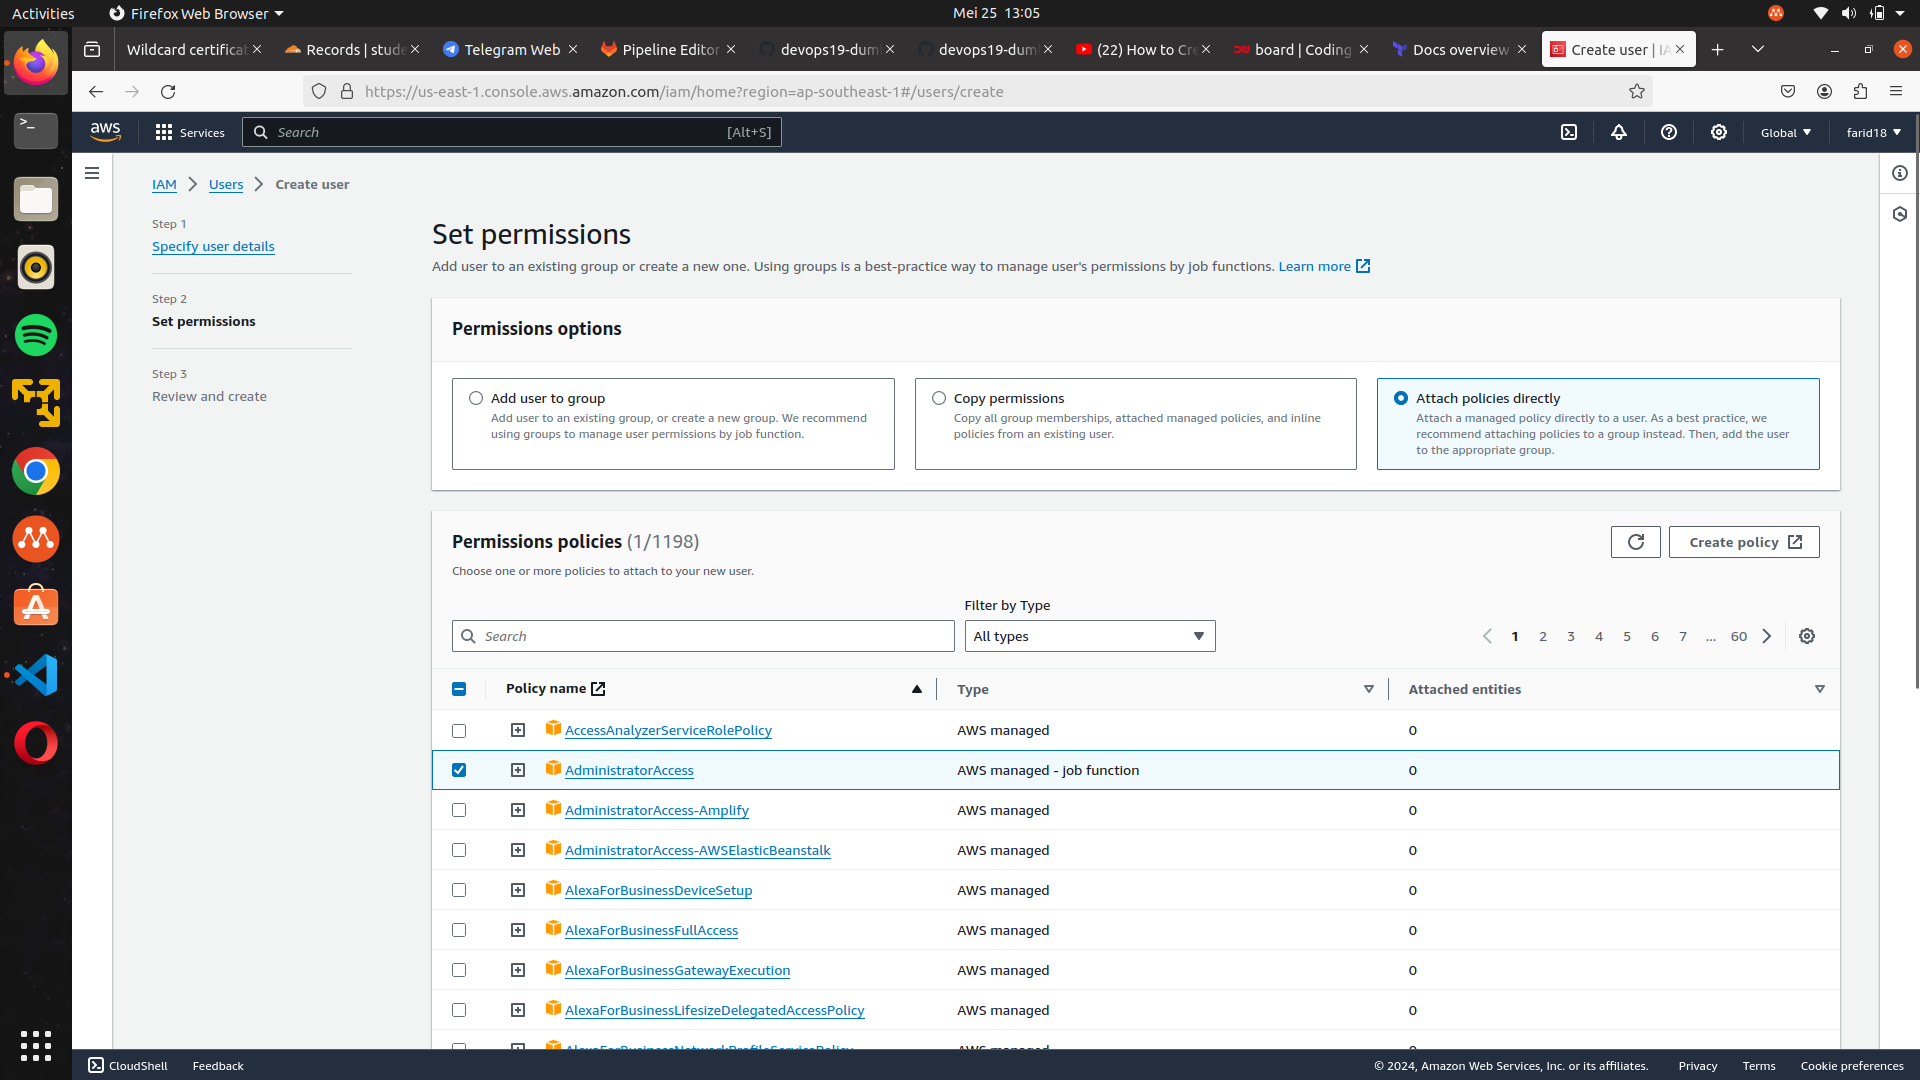 Activities
Firefox Web Browser
Mei 25 13:05
Wildcard certificat
Records | stude
Telegram Web
Pipeline Editor
devops19-dum
devops19-dum
(22) How to Cre
board | Coding
Docs overview
Create user | IA
https://us-east-1.console.aws.amazon.com/iam/home?region=ap-southeast-1#/users/create
aws
Services
Search
[Alt+S]
Global
farid18
IAM
Users
Create user
Step 1
Specify user details
Step 2
Set permissions
Step 3
Review and create
Set permissions
Add user to an existing group or create a new one. Using groups is a best-practice way to manage user's permissions by job functions. Learn more
Permissions options
Add user to group
Add user to an existing group, or create a new group. We recommend
using groups to manage user permissions by job function.
Copy permissions
Copy all group memberships, attached managed policies, and inline
policies from an existing user.
Attach policies directly
Attach a managed policy directly to a user. As a best practice, we
recommend attaching policies to a group instead. Then, add the user
to the appropriate group.
Permissions policies (1/1198)
Choose one or more policies to attach to your new user.
Create policy
Filter by Type
Search
All types
1 2 3 4 5 6 7 ... 60
Policy name
Type
Attached entities
AccessAnalyzerServiceRolePolicy AWS managed 0
AdministratorAccess AWS managed - job function 0
AdministratorAccess-Amplify AWS managed 0
AdministratorAccess-AWSElasticBeanstalk AWS managed 0
AlexaForBusinessDeviceSetup AWS managed 0
AlexaForBusinessFullAccess AWS managed 0
AlexaForBusinessGatewayExecution AWS managed 0
AlexaForBusinessLifesizeDelegatedAccessPolicy AWS managed 0
AlexaForBusinessNetworkProfileServicePolicy AWS managed 0
CloudShell
Feedback
© 2024, Amazon Web Services, Inc. or its affiliates.
Privacy
Terms
Cookie preferences